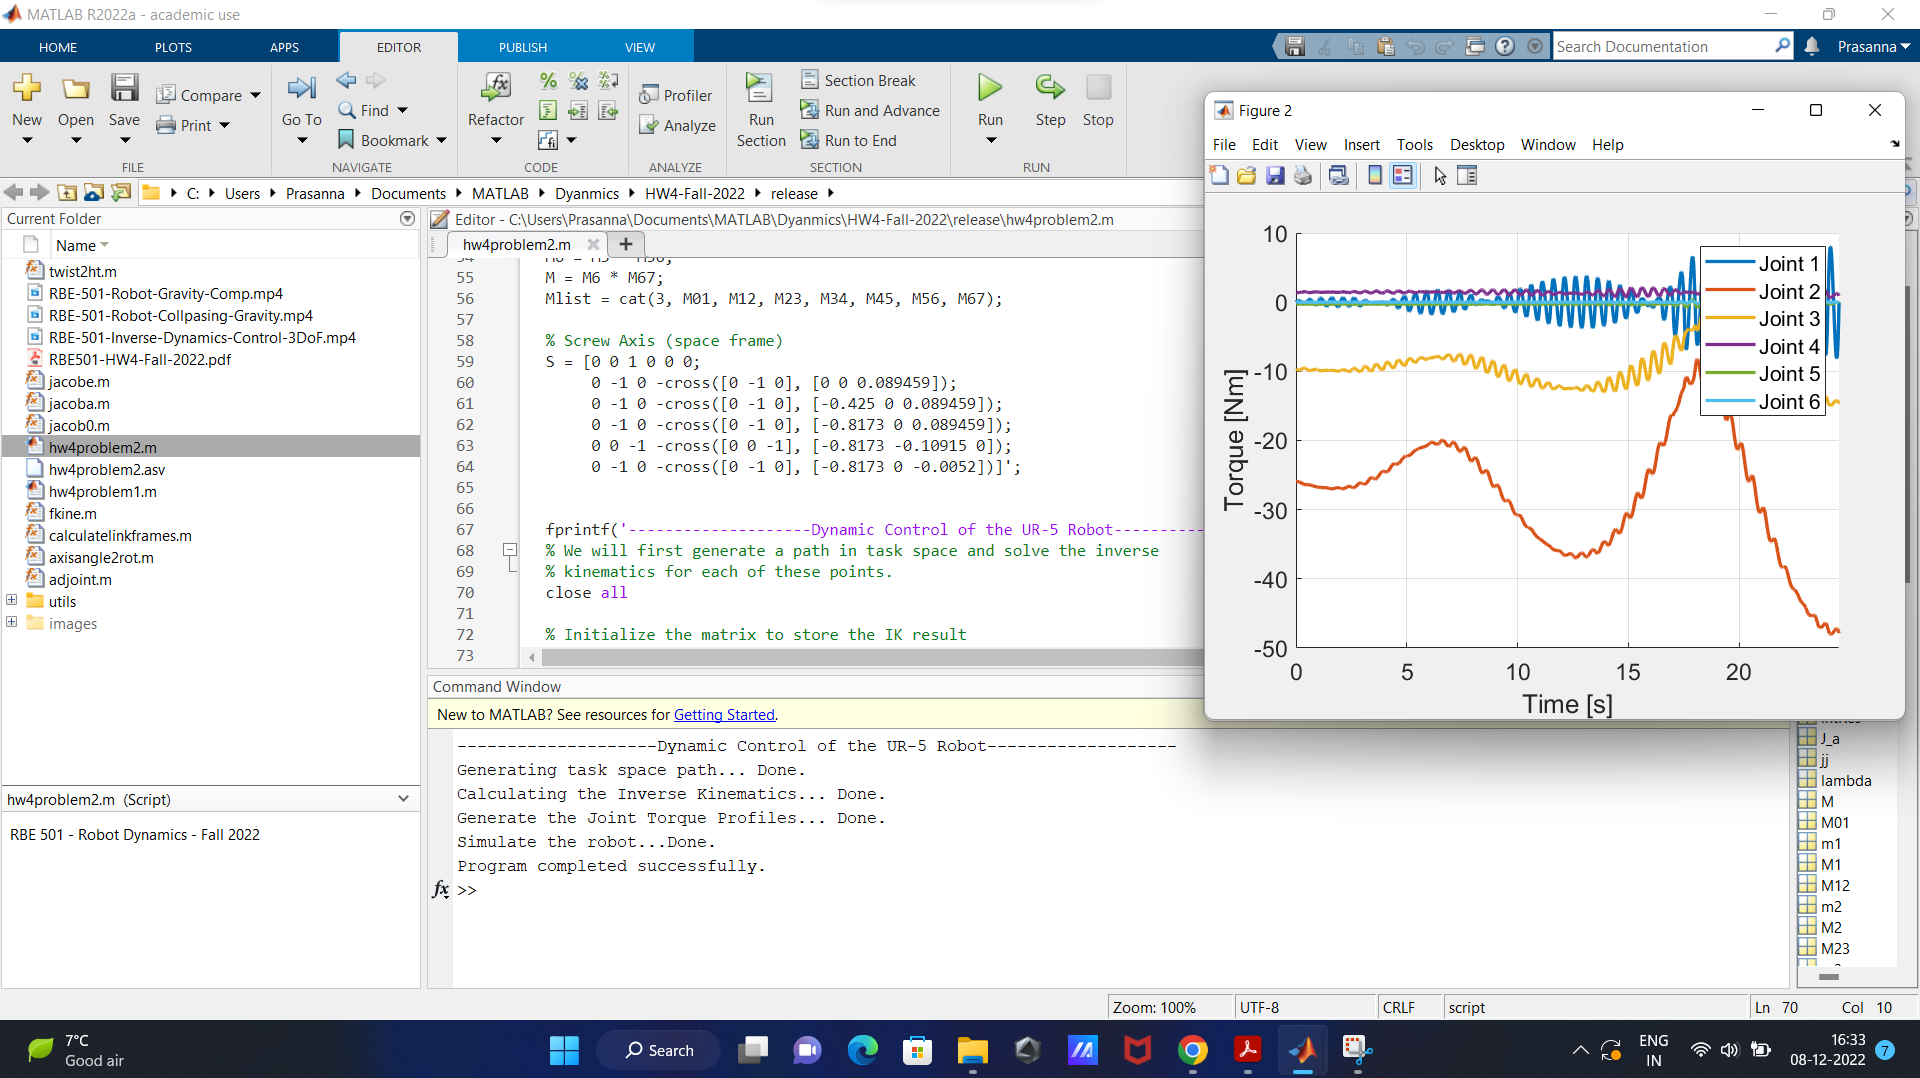 MATLAB R2022a - academic use
HOME PLOTS APPS EDITOR PUBLISH VIEW
Search Documentation
Prasanna
New Open Save Compare Print
FILE
Go To Find Bookmark
NAVIGATE
Refactor
CODE
Profiler
Analyze
ANALYZE
Run Section
Section Break
Run and Advance
Run to End
SECTION
Run Step Stop
RUN
C: Users Prasanna Documents MATLAB Dyanmics HW4-Fall-2022 release
Current Folder
Name
twist2ht.m
RBE-501-Robot-Gravity-Comp.mp4
RBE-501-Robot-Collpasing-Gravity.mp4
RBE-501-Inverse-Dynamics-Control-3DoF.mp4
RBE501-HW4-Fall-2022.pdf
jacobe.m
jacoba.m
jacob0.m
hw4problem2.m
hw4problem2.asv
hw4problem1.m
fkine.m
calculatelinkframes.m
axisangle2rot.m
adjoint.m
utils
images
hw4problem2.m (Script)
RBE 501 - Robot Dynamics - Fall 2022
Editor - C:\Users\Prasanna\Documents\MATLAB\Dyanmics\HW4-Fall-2022\release\hw4problem2.m
hw4problem2.m
55 M = M6 * M67;
56 Mlist = cat(3, M01, M12, M23, M34, M45, M56, M67);
57
58 % Screw Axis (space frame)
59 S = [0 0 1 0 0 0;
60 0 -1 0 -cross([0 -1 0], [0 0 0.089459]);
61 0 -1 0 -cross([0 -1 0], [-0.425 0 0.089459]);
62 0 -1 0 -cross([0 -1 0], [-0.8173 0 0.089459]);
63 0 0 -1 -cross([0 0 -1], [-0.8173 -0.10915 0]);
64 0 -1 0 -cross([0 -1 0], [-0.8173 0 -0.0052])]';
65
66
67 fprintf('--------------------Dynamic Control of the UR-5 Robot----------
68 % We will first generate a path in task space and solve the inverse
69 % kinematics for each of these points.
70 close all
71
72 % Initialize the matrix to store the IK result
73
Command Window
New to MATLAB? See resources for Getting Started.
--------------------Dynamic Control of the UR-5 Robot-------------------
Generating task space path... Done.
Calculating the Inverse Kinematics... Done.
Generate the Joint Torque Profiles... Done.
Simulate the robot...Done.
Program completed successfully.
fx >>
Figure 2
File Edit View Insert Tools Desktop Window Help
10
0
-10
-20
-30
-40
-50
Torque [Nm]
0 5 10 15 20
Time [s]
Joint 1
Joint 2
Joint 3
Joint 4
Joint 5
Joint 6
J_a
jj
lambda
M
M01
m1
M1
M12
m2
M2
M23
Zoom: 100% UTF-8 CRLF script Ln 70 Col 10
7°C
Good air
Search
ENG
IN
16:33
08-12-2022
7